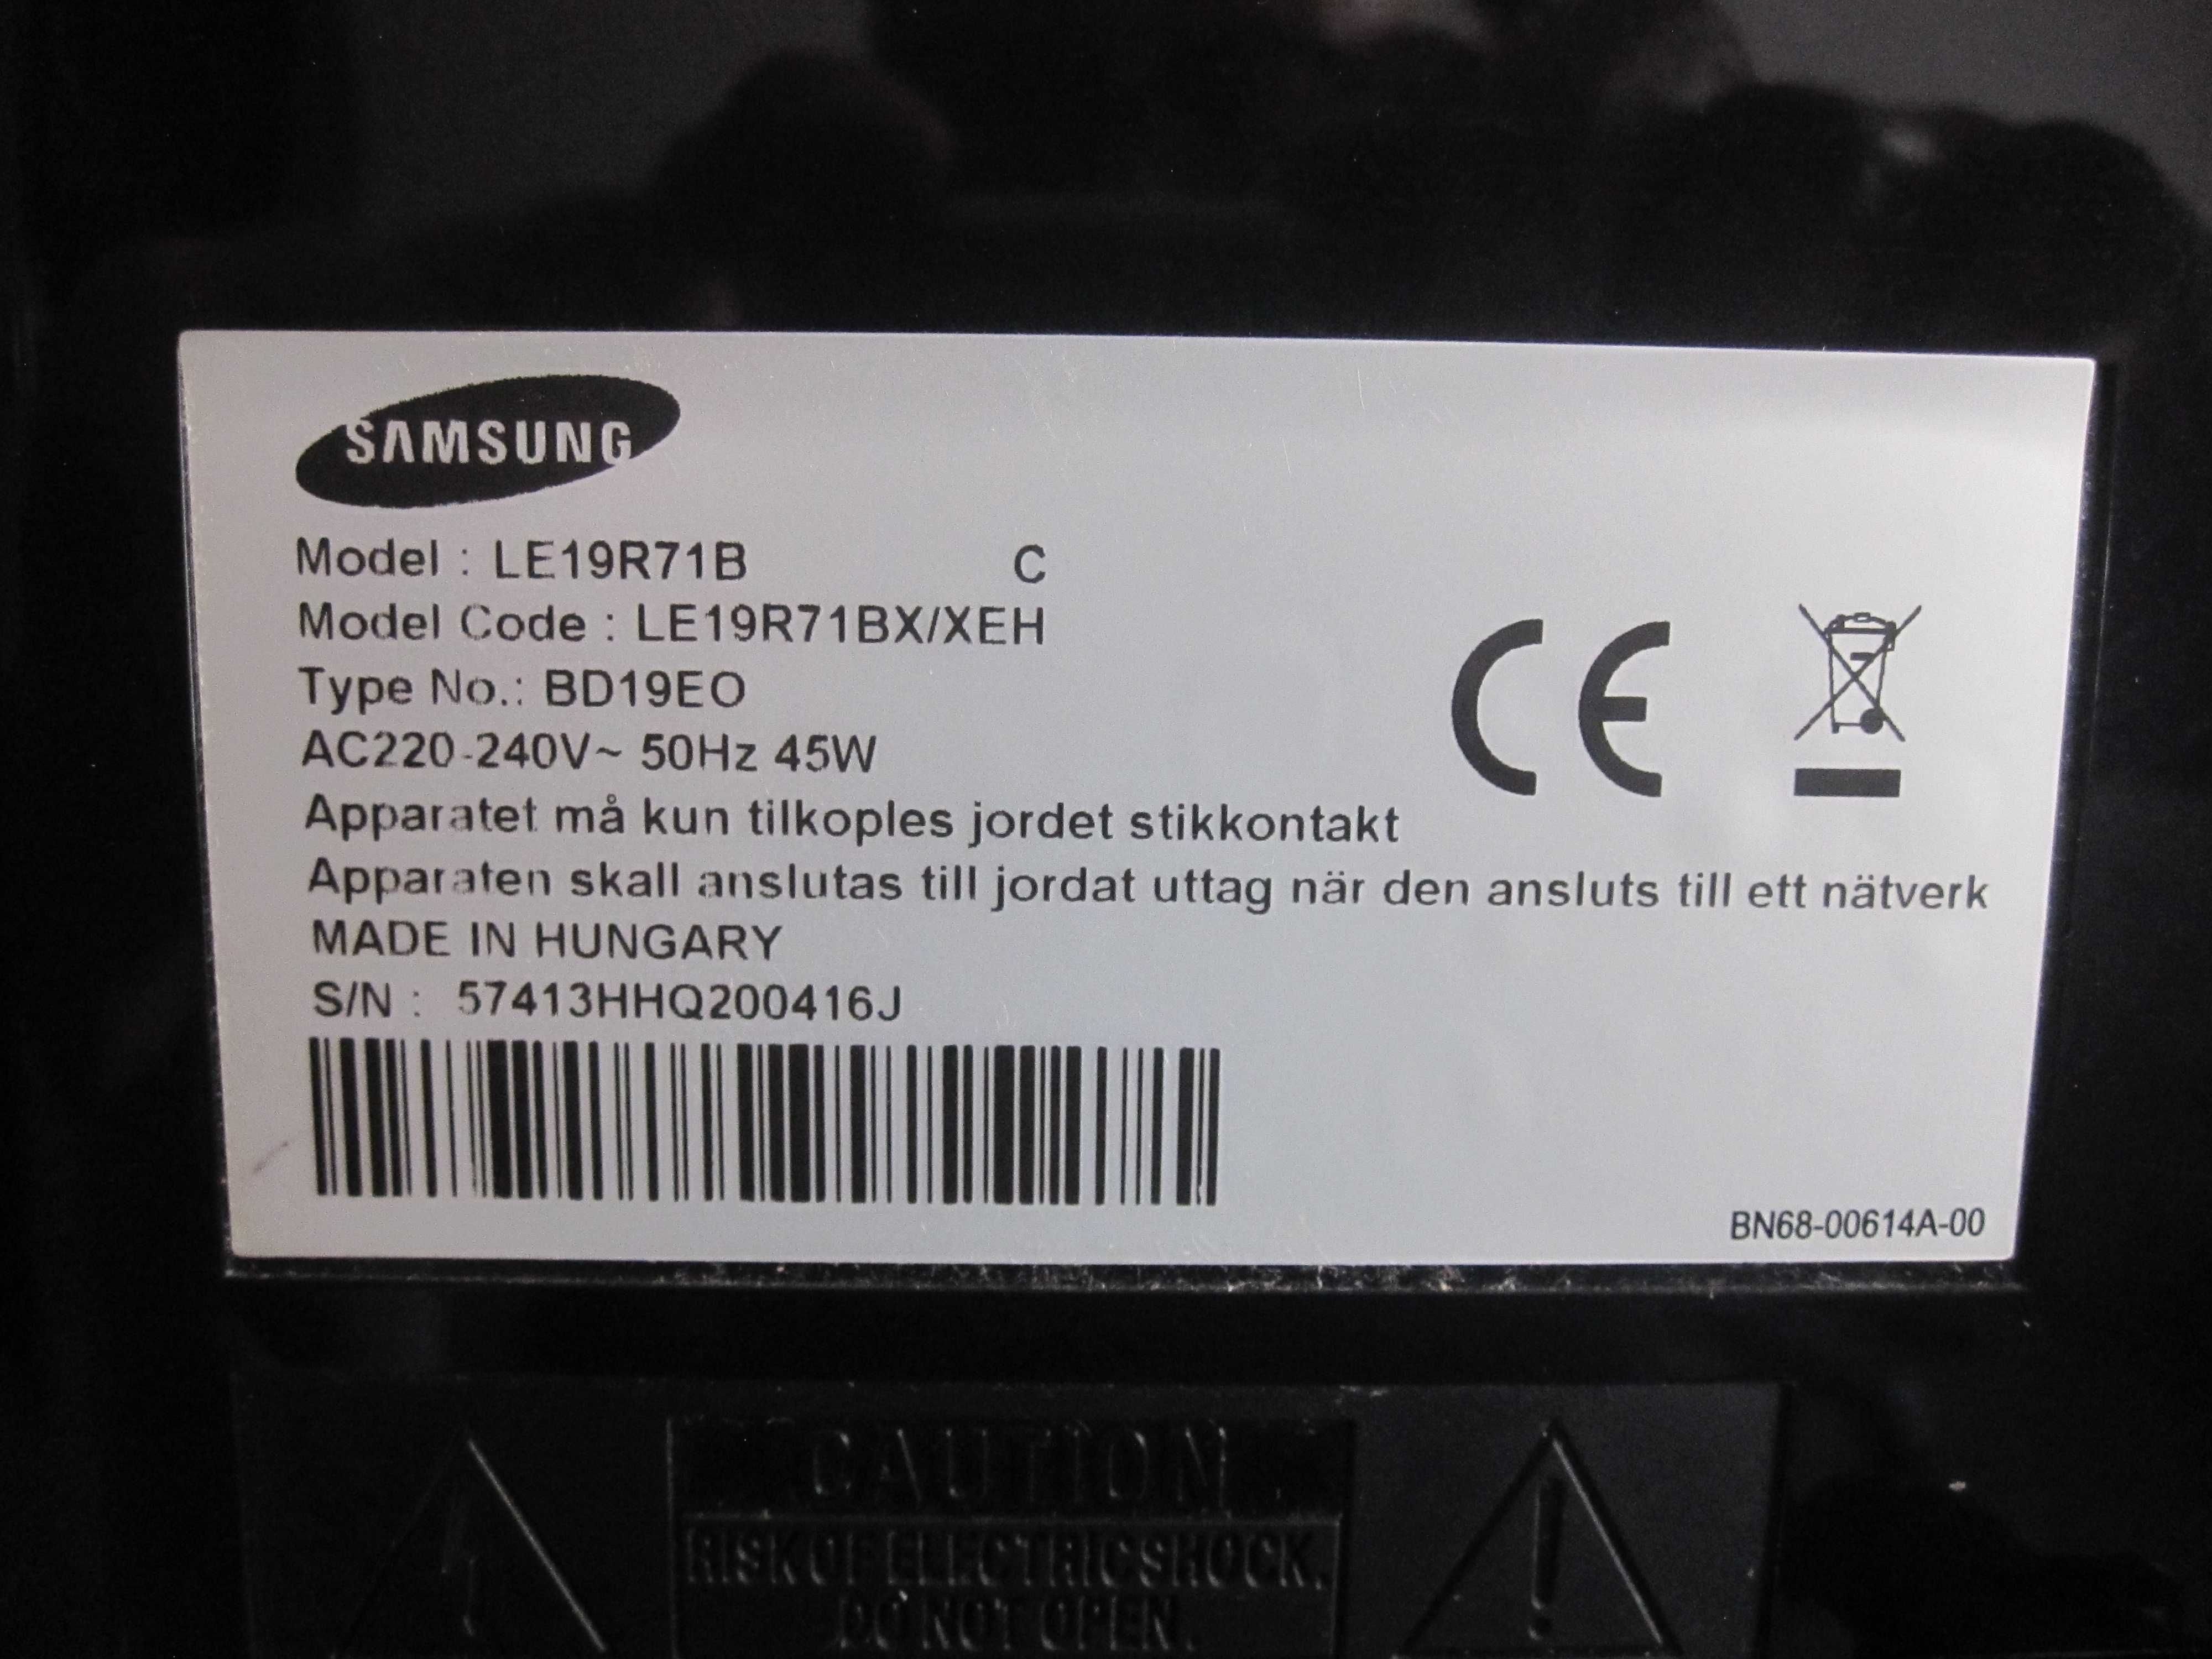 SAMSUNG
Model : LE19R71B C
Model Code : LE19R71BX/XEH
Type No.: BD19EO
AC220-240V~ 50Hz 45W
Apparatet må kun tilkoples jordet stikkontakt
Apparaten skall anslutas till jordat uttag när den ansluts till ett nätverk
MADE IN HUNGARY
S/N : 57413HHQ200416J
CE
BN68-00614A-00
CAUTION
RISK OF ELECTRIC SHOCK.
DO NOT OPEN.